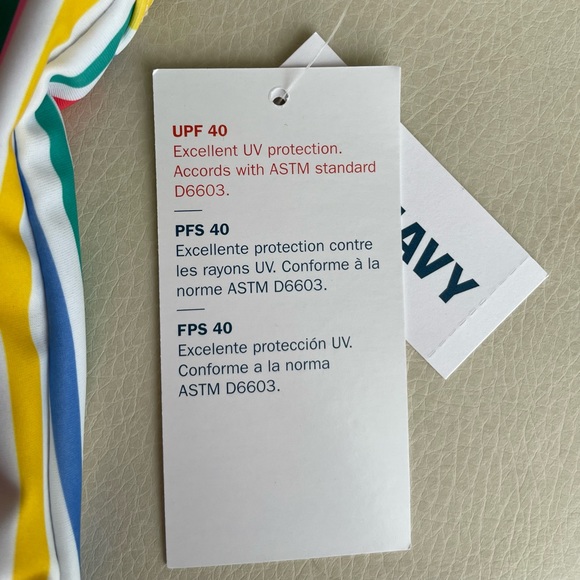 UPF 40
Excellent UV protection.
Accords with ASTM standard
D6603.
PFS 40
Excellente protection contre
les rayons UV. Conforme à la
norme ASTM D6603.
FPS 40
Excelente protección UV.
Conforme a la norma
ASTM D6603.
NAVY